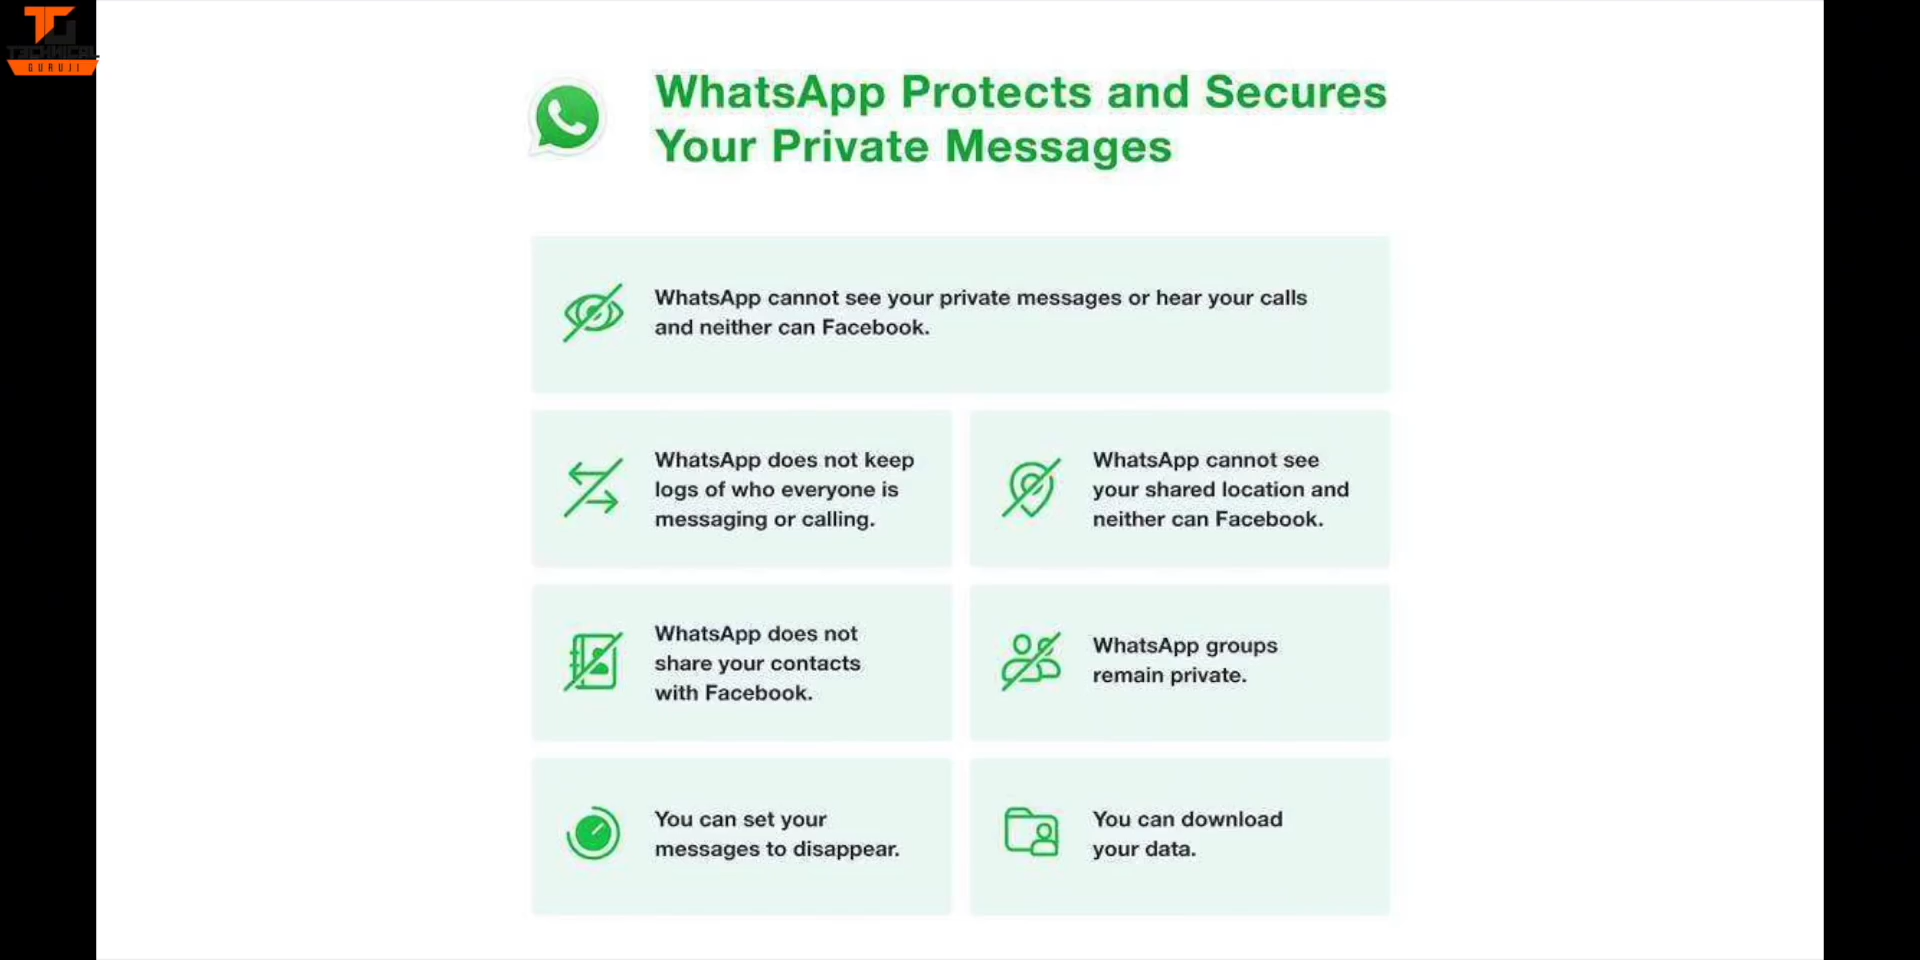 TECHNICAL
GURUJI
WhatsApp Protects and Secures
Your Private Messages
WhatsApp cannot see your private messages or hear your calls
and neither can Facebook.
WhatsApp does not keep
logs of who everyone is
messaging or calling.
WhatsApp cannot see
your shared location and
neither can Facebook.
WhatsApp does not
share your contacts
with Facebook.
WhatsApp groups
remain private.
You can set your
messages to disappear.
You can download
your data.